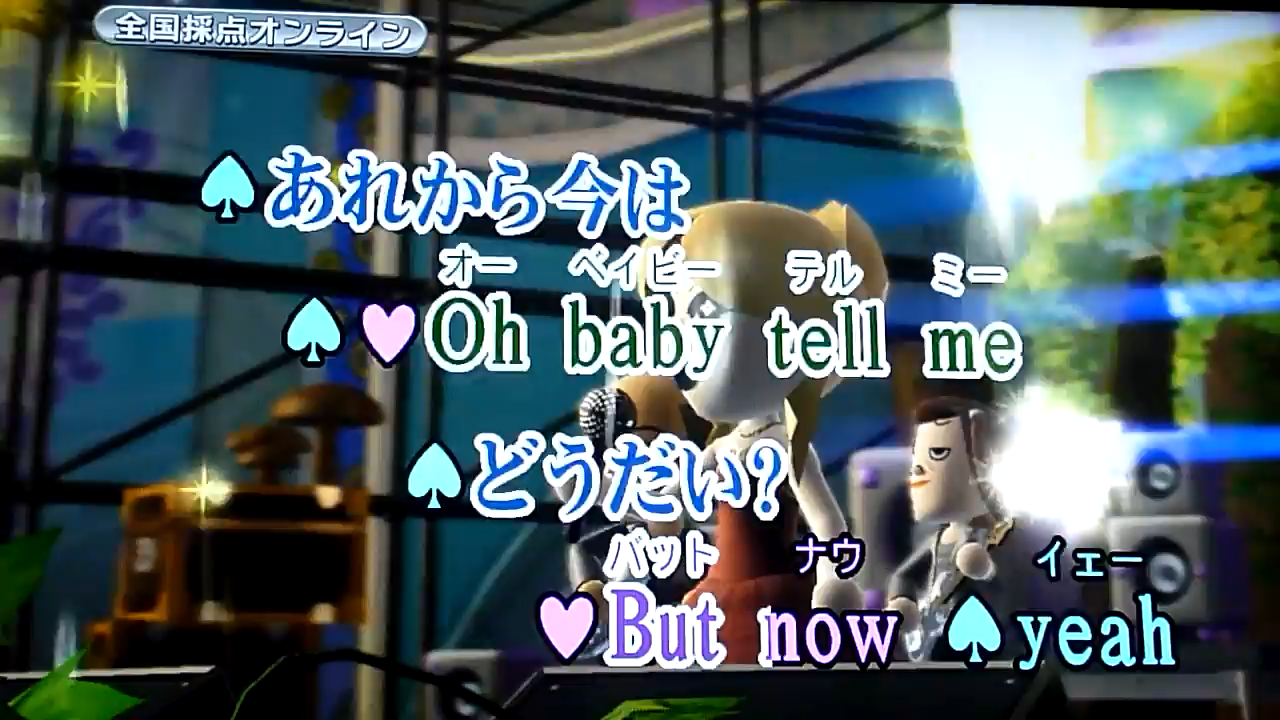 全国採点オンライン
♠あれから今は
オー ベイビー テル ミー
♠♥Oh baby tell me
♠どうだい?
バット ナウ イェー
♥But now ♠yeah